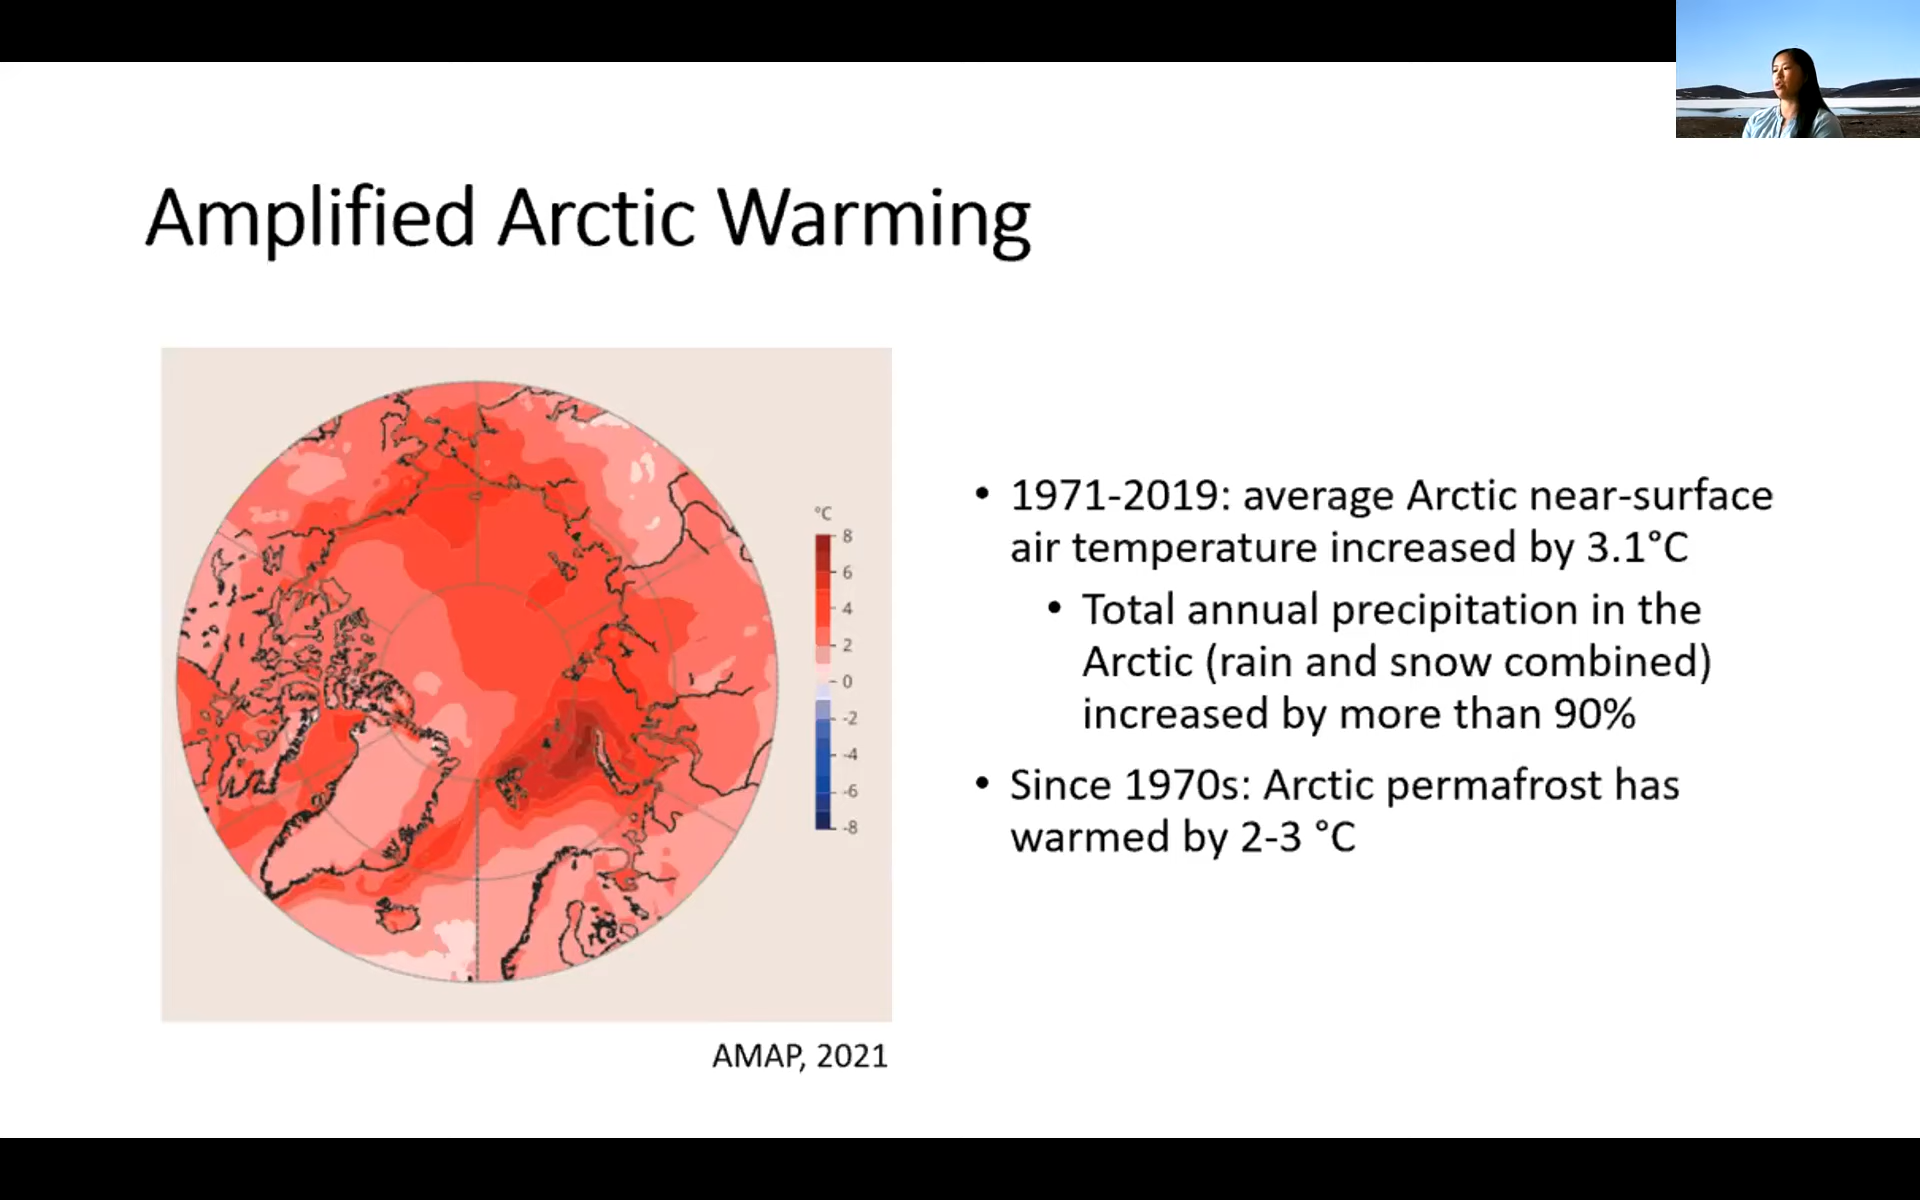 Amplified Arctic Warming
°C
8
6
4
2
0
-2
-4
-6
-8
AMAP, 2021
• 1971-2019: average Arctic near-surface
air temperature increased by 3.1°C
• Total annual precipitation in the
Arctic (rain and snow combined)
increased by more than 90%
• Since 1970s: Arctic permafrost has
warmed by 2-3 °C